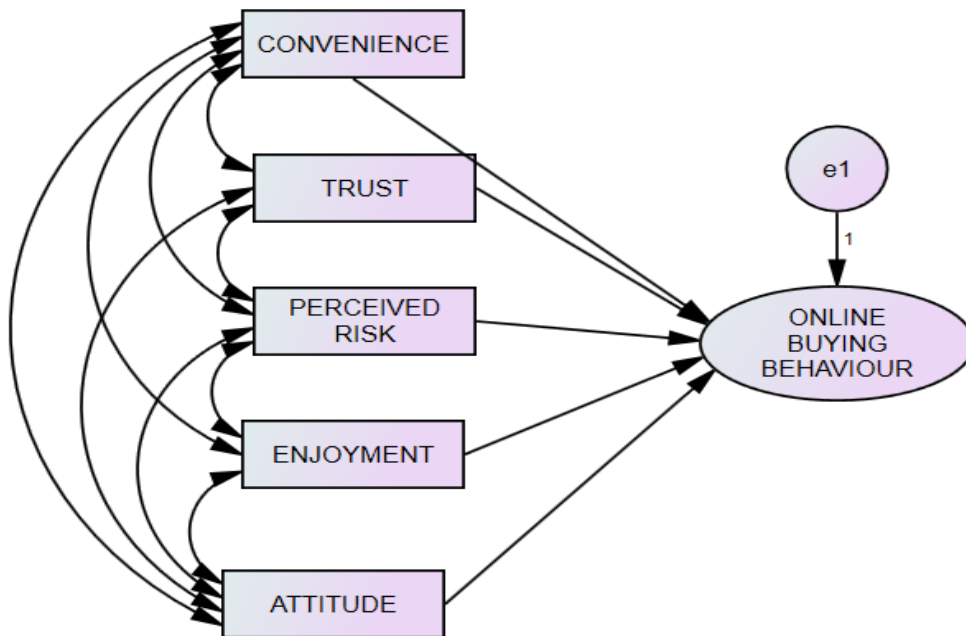 CONVENIENCE
TRUST
e1
1
PERCEIVED
RISK
ONLINE
BUYING
BEHAVIOUR
ENJOYMENT
ATTITUDE